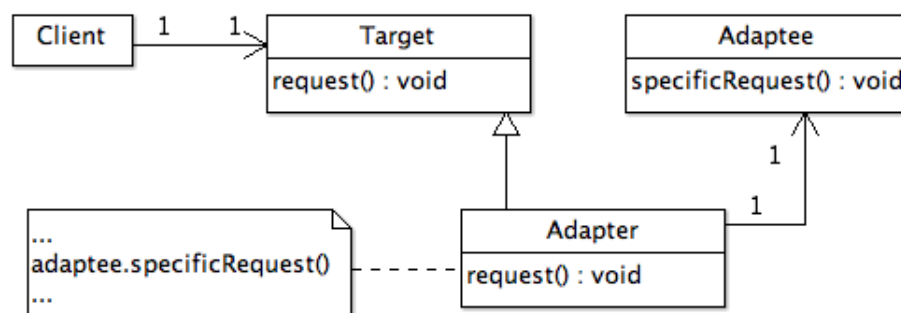 Client
1
1
Target
request() : void
Adaptee
specificRequest() : void
1
1
Adapter
request() : void
...
adaptee.specificRequest()
...